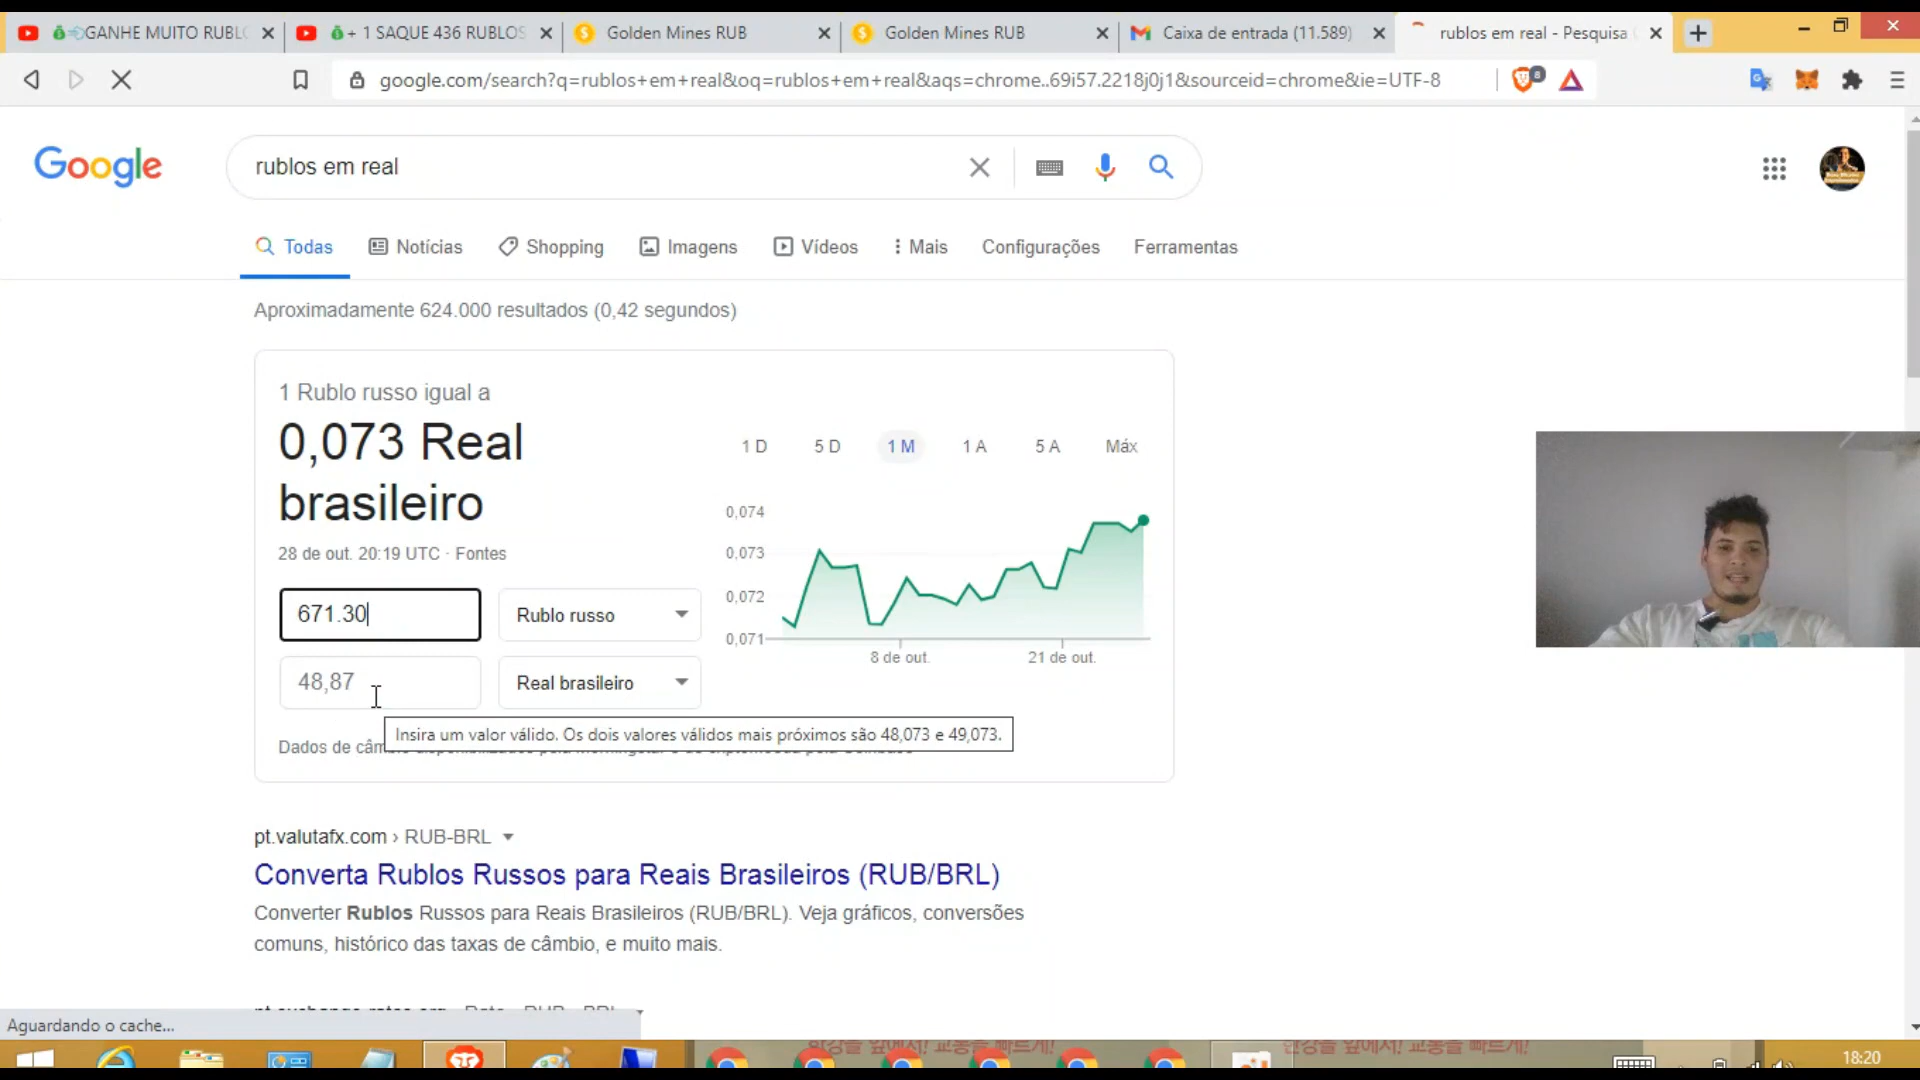 GANHE MUITO RUBL
+ 1 SAQUE 436 RUBLOS
Golden Mines RUB
Golden Mines RUB
Caixa de entrada (11.589)
rublos em real - Pesquisa
google.com/search?q=rublos+em+real&oq=rublos+em+real&aqs=chrome..69i57.2218j0j1&sourceid=chrome&ie=UTF-8
8
Google
rublos em real
Todas
Notícias
Shopping
Imagens
Vídeos
Mais
Configurações
Ferramentas
Aproximadamente 624.000 resultados (0,42 segundos)
1 Rublo russo igual a
0,073 Real
brasileiro
28 de out. 20:19 UTC · Fontes
671.30
Rublo russo
48,87
Real brasileiro
1 D
5 D
1 M
1 A
5 A
Máx
0,074
0,073
0,072
0,071
8 de out.
21 de out.
Insira um valor válido. Os dois valores válidos mais próximos são 48,073 e 49,073.
Dados de
pt.valutafx.com › RUB-BRL
Converta Rublos Russos para Reais Brasileiros (RUB/BRL)
Converter Rublos Russos para Reais Brasileiros (RUB/BRL). Veja gráficos, conversões
comuns, histórico das taxas de câmbio, e muito mais.
Aguardando o cache...
18:20